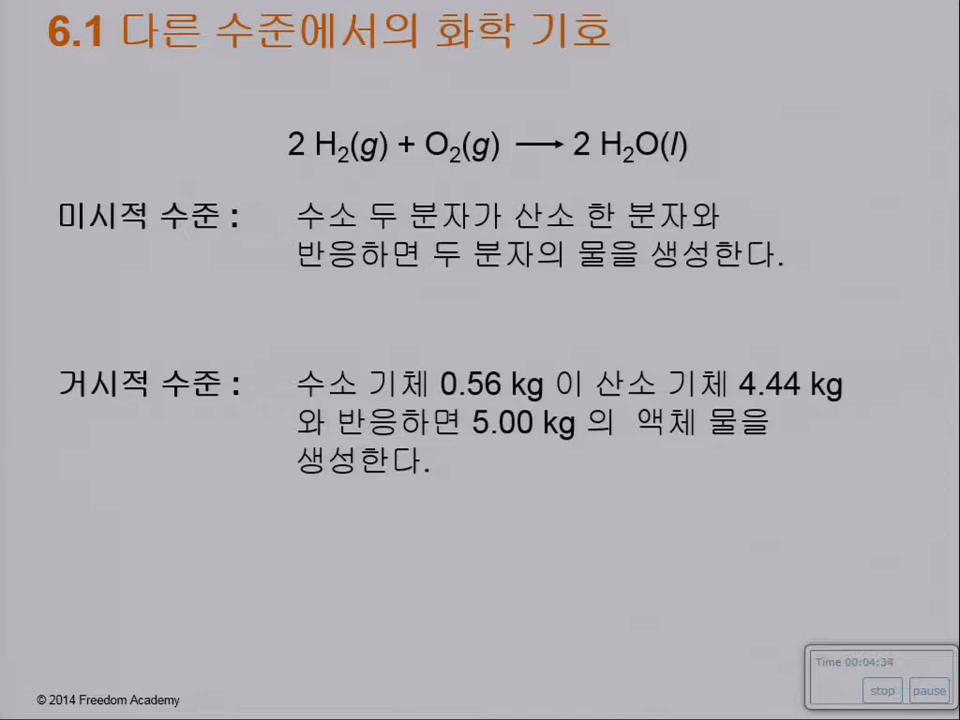 6.1 다른 수준에서의 화학 기호
2 H₂(g) + O₂(g) ⟶ 2 H₂O(l)
미시적 수준 : 수소 두 분자가 산소 한 분자와
반응하면 두 분자의 물을 생성한다.
거시적 수준 : 수소 기체 0.56 kg 이 산소 기체 4.44 kg
와 반응하면 5.00 kg 의 액체 물을
생성한다.
Time 00:04:34
stop pause
© 2014 Freedom Academy